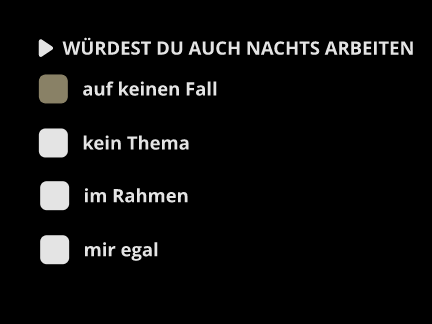 WÜRDEST DU AUCH NACHTS ARBEITEN
auf keinen Fall
kein Thema
im Rahmen
mir egal